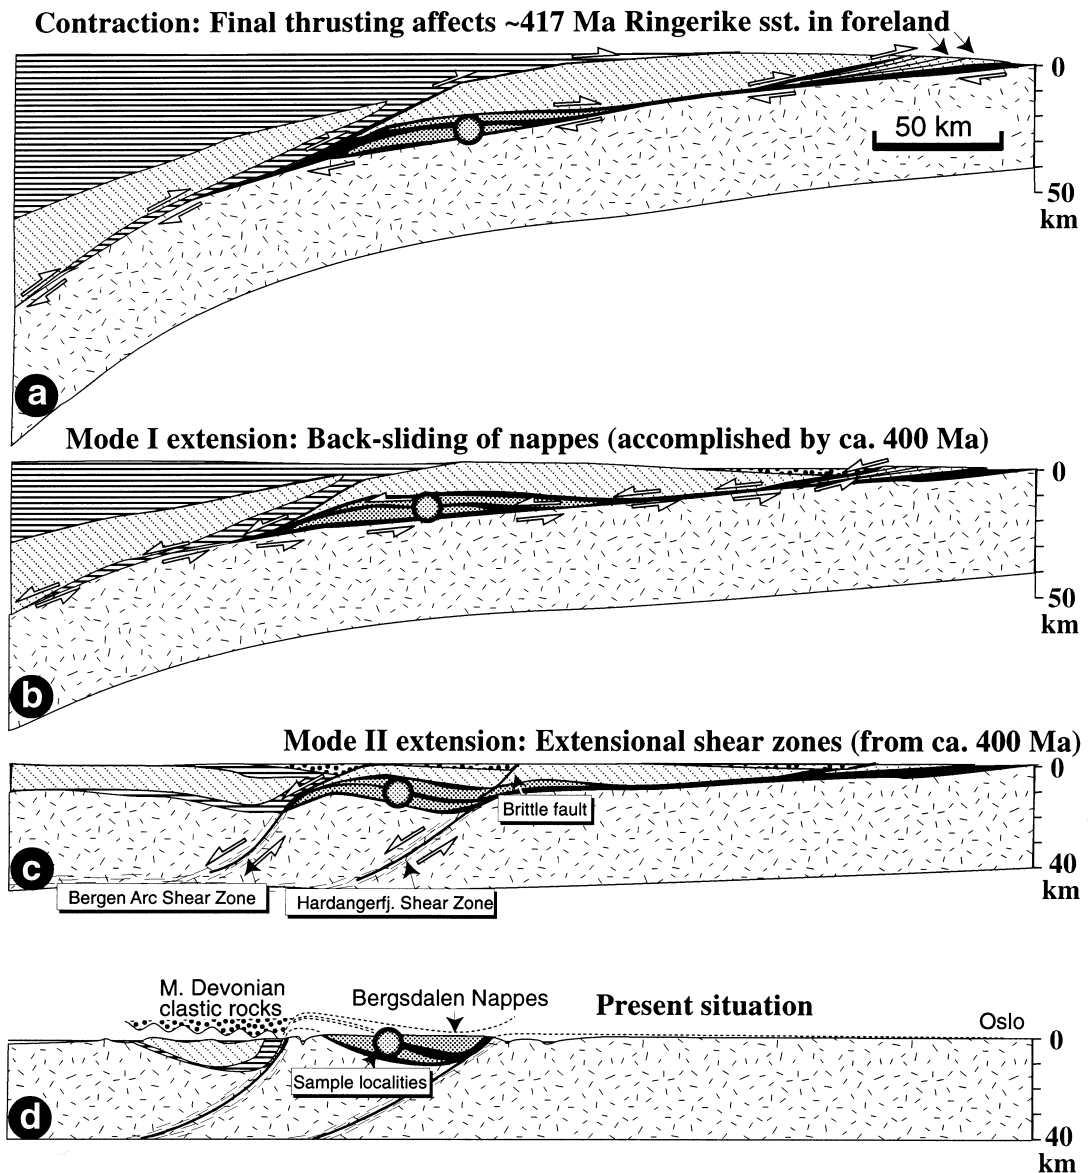 Contraction: Final thrusting affects ~417 Ma Ringerike sst. in foreland
0
50 km
50
km
a
Mode I extension: Back-sliding of nappes (accomplished by ca. 400 Ma)
0
50
km
b
Mode II extension: Extensional shear zones (from ca. 400 Ma)
0
Brittle fault
40
km
c
Bergen Arc Shear Zone
Hardangerfj. Shear Zone
M. Devonian
clastic rocks
Bergsdalen Nappes
Present situation
Oslo
0
Sample localities
d
40
km